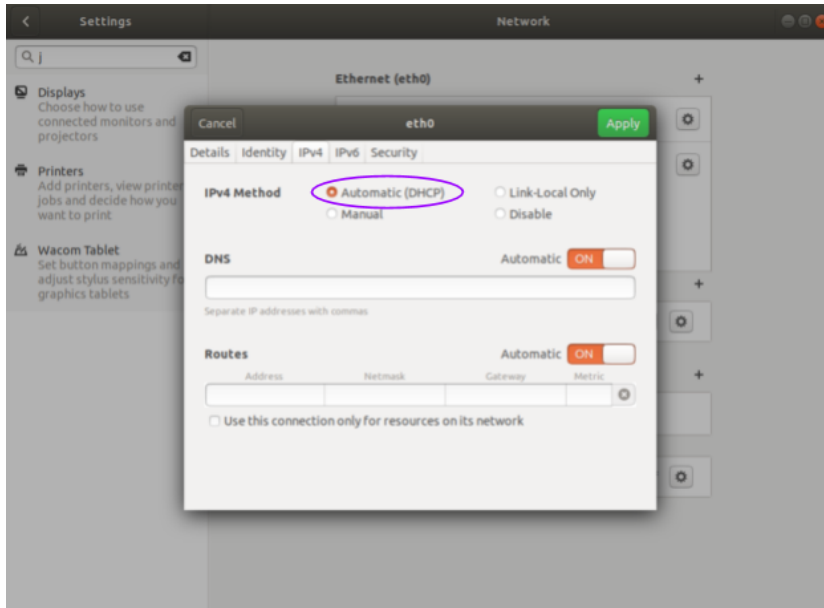 Settings
Network
j
Displays
Choose how to use
connected monitors and
projectors
Printers
Add printers, view printer
jobs and decide how you
want to print
Wacom Tablet
Set button mappings and
adjust stylus sensitivity fo
graphics tablets
Ethernet (eth0)
Cancel
eth0
Apply
Details Identity IPv4 IPv6 Security
IPv4 Method
Automatic (DHCP)
Link-Local Only
Manual
Disable
DNS
Automatic ON
Separate IP addresses with commas
Routes
Automatic ON
Address Netmask Gateway Metric
Use this connection only for resources on its network